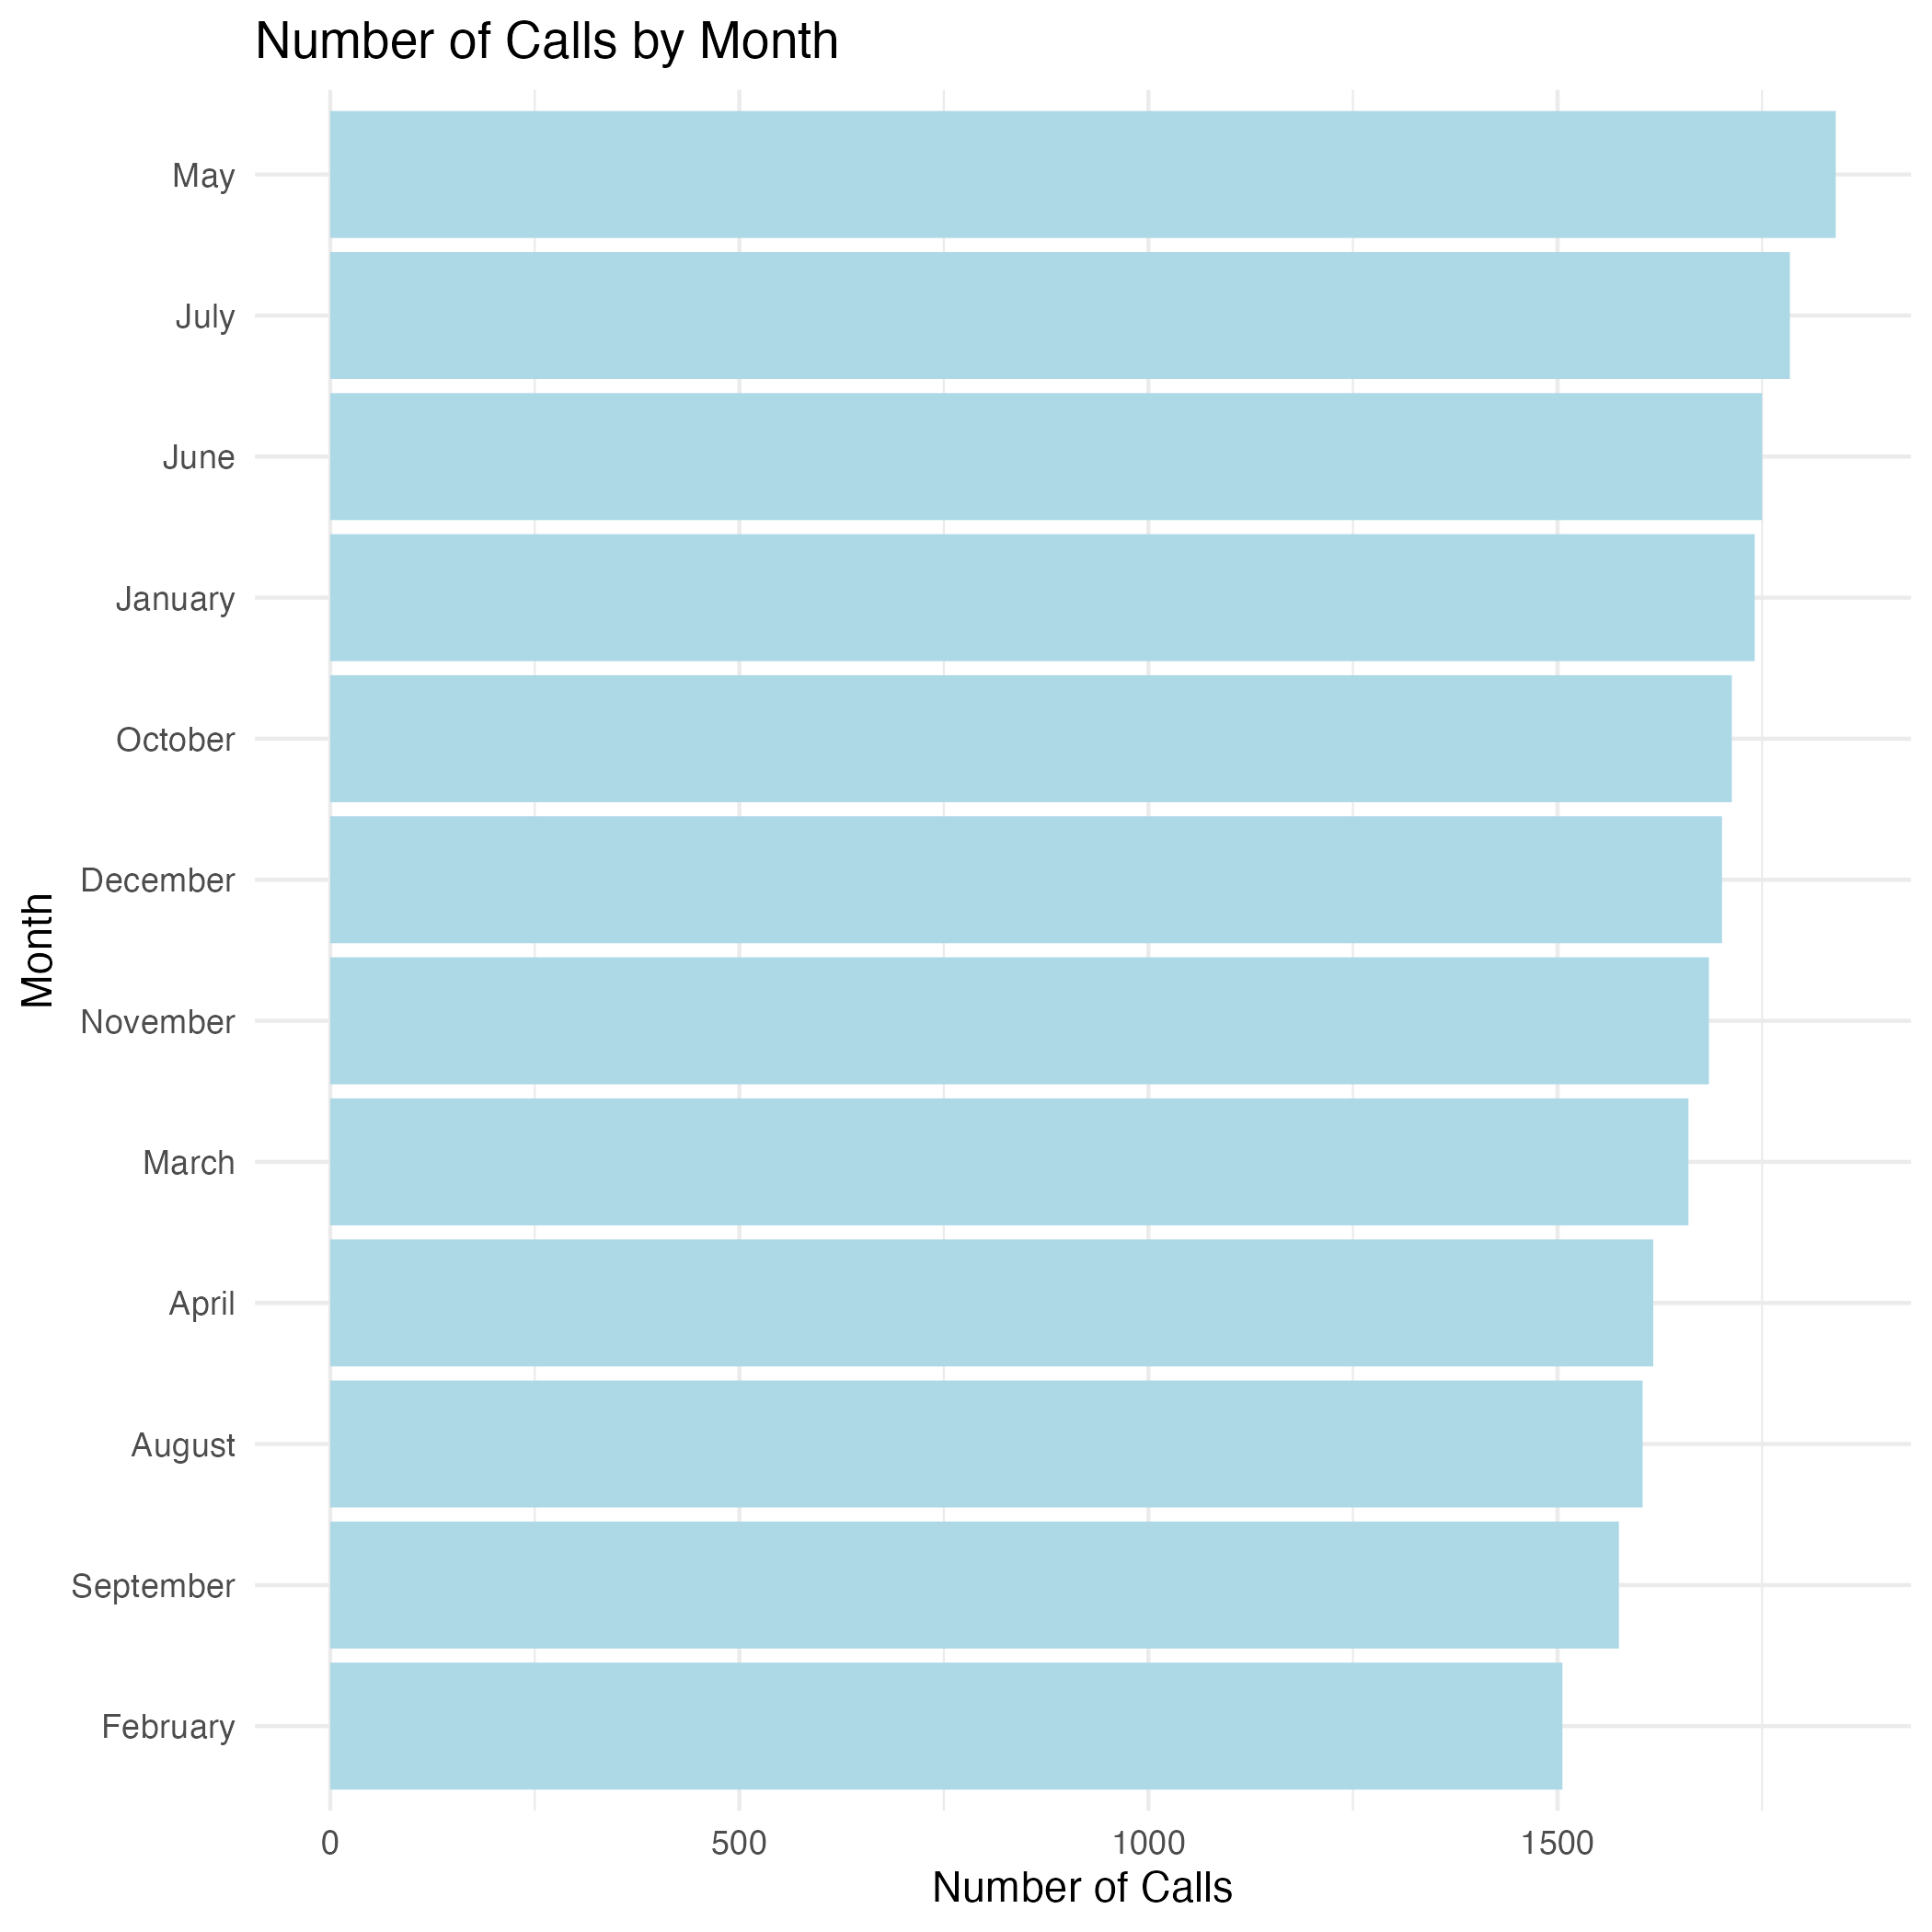 Number of Calls by Month
May
July
June
January
October
December
November
March
April
August
September
February
Month
0 500 1000 1500
Number of Calls